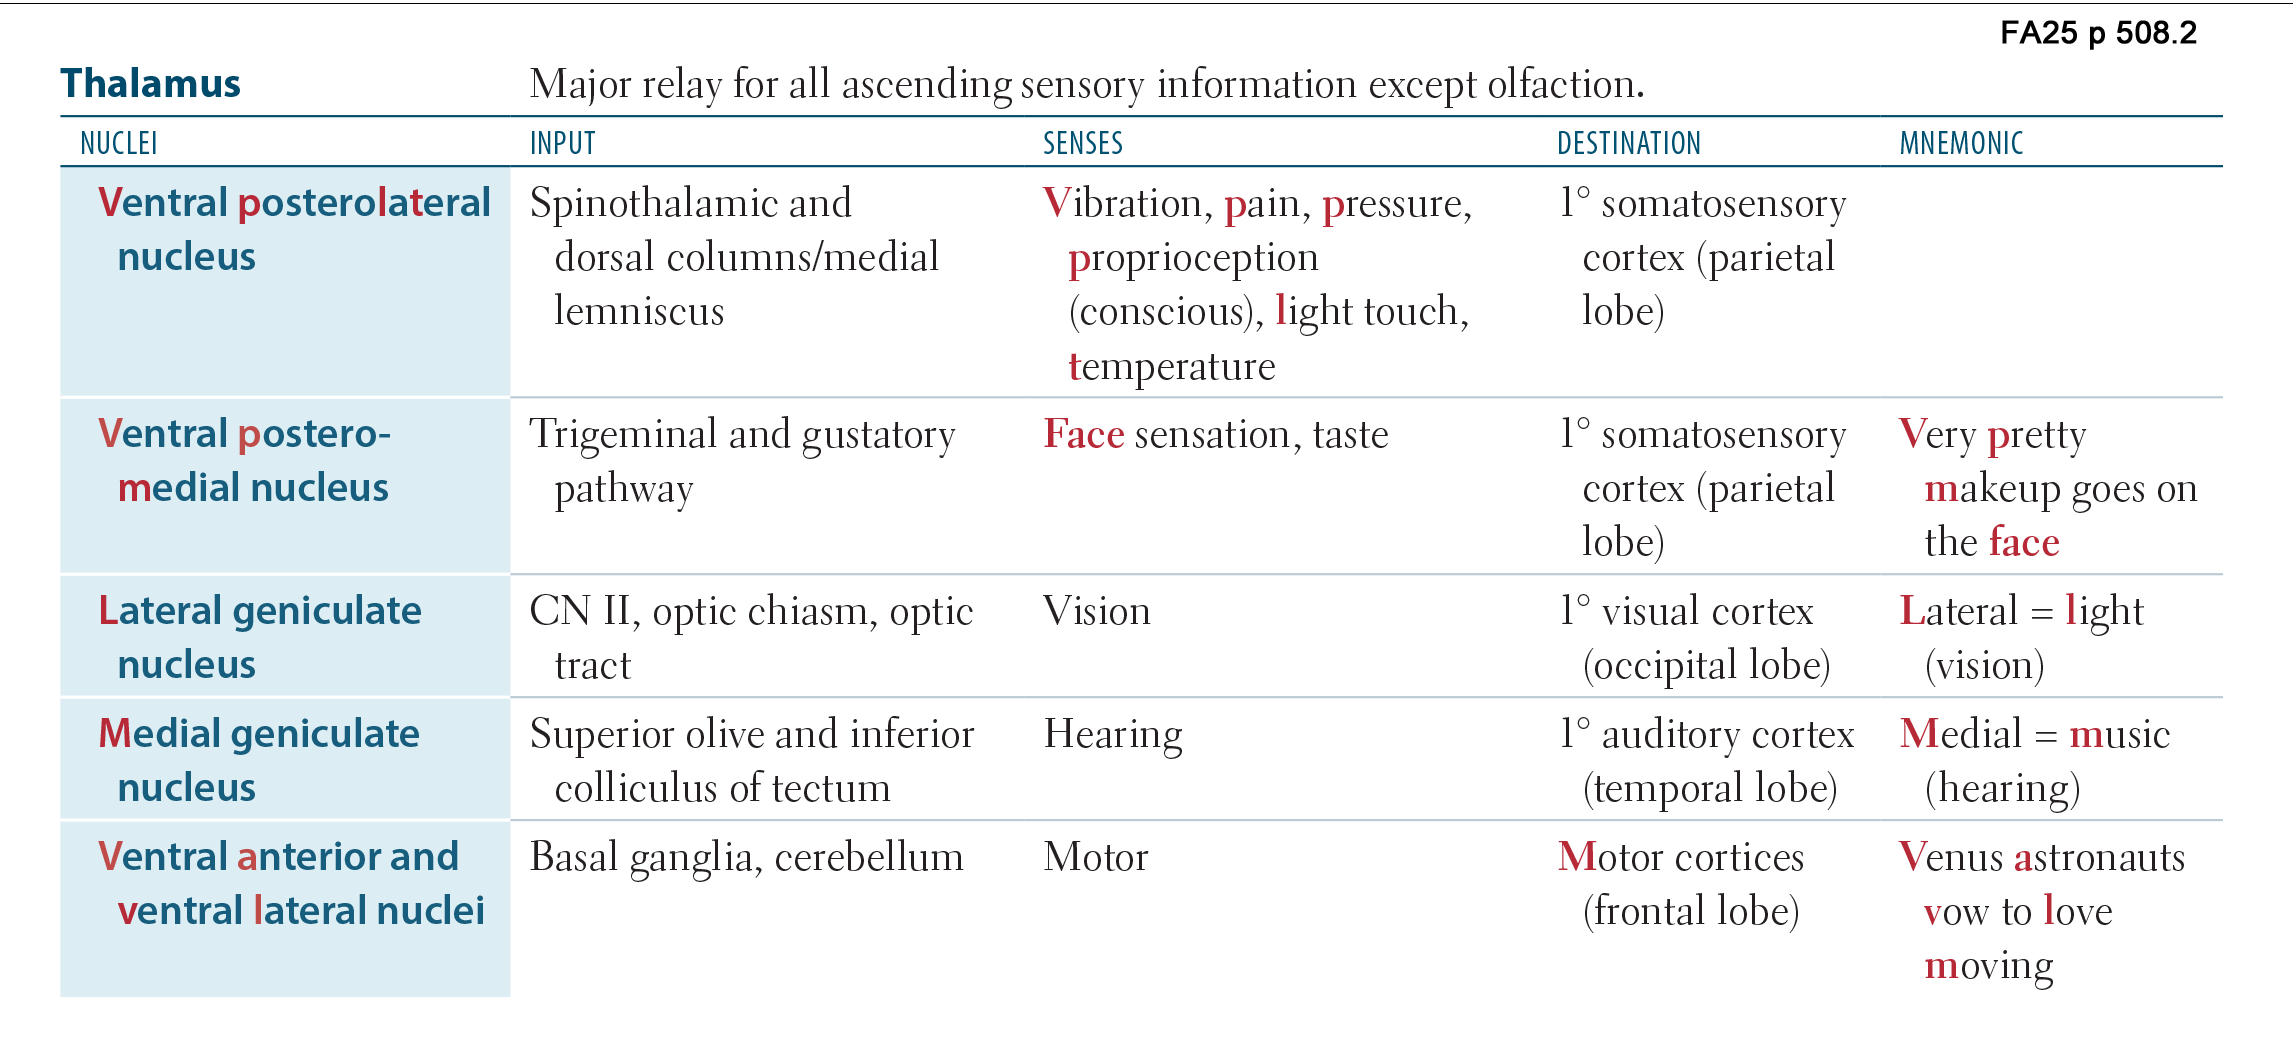 FA25 p 508.2
Thalamus Major relay for all ascending sensory information except olfaction.
NUCLEI INPUT SENSES DESTINATION MNEMONIC
Ventral posterolateral Spinothalamic and Vibration, pain, pressure, 1° somatosensory
nucleus dorsal columns/medial proprioception cortex (parietal
lemniscus (conscious), light touch, lobe)
temperature
Ventral postero- Trigeminal and gustatory Face sensation, taste 1° somatosensory Very pretty
medial nucleus pathway cortex (parietal makeup goes on
lobe) the face
Lateral geniculate CN II, optic chiasm, optic Vision 1° visual cortex Lateral = light
nucleus tract (occipital lobe) (vision)
Medial geniculate Superior olive and inferior Hearing 1° auditory cortex Medial = music
nucleus colliculus of tectum (temporal lobe) (hearing)
Ventral anterior and Basal ganglia, cerebellum Motor Motor cortices Venus astronauts
ventral lateral nuclei (frontal lobe) vow to love
moving